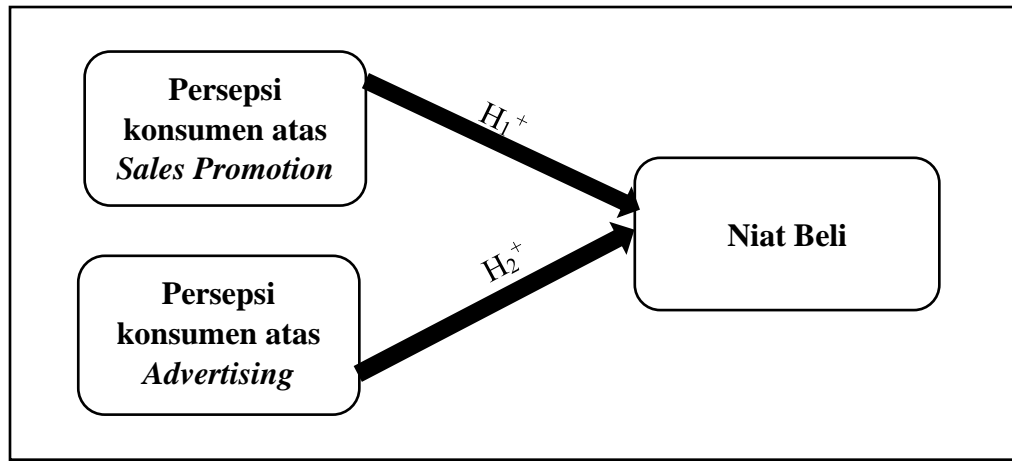 Persepsi
konsumen atas
Sales Promotion
H₁⁺
Niat Beli
H₂⁺
Persepsi
konsumen atas
Advertising